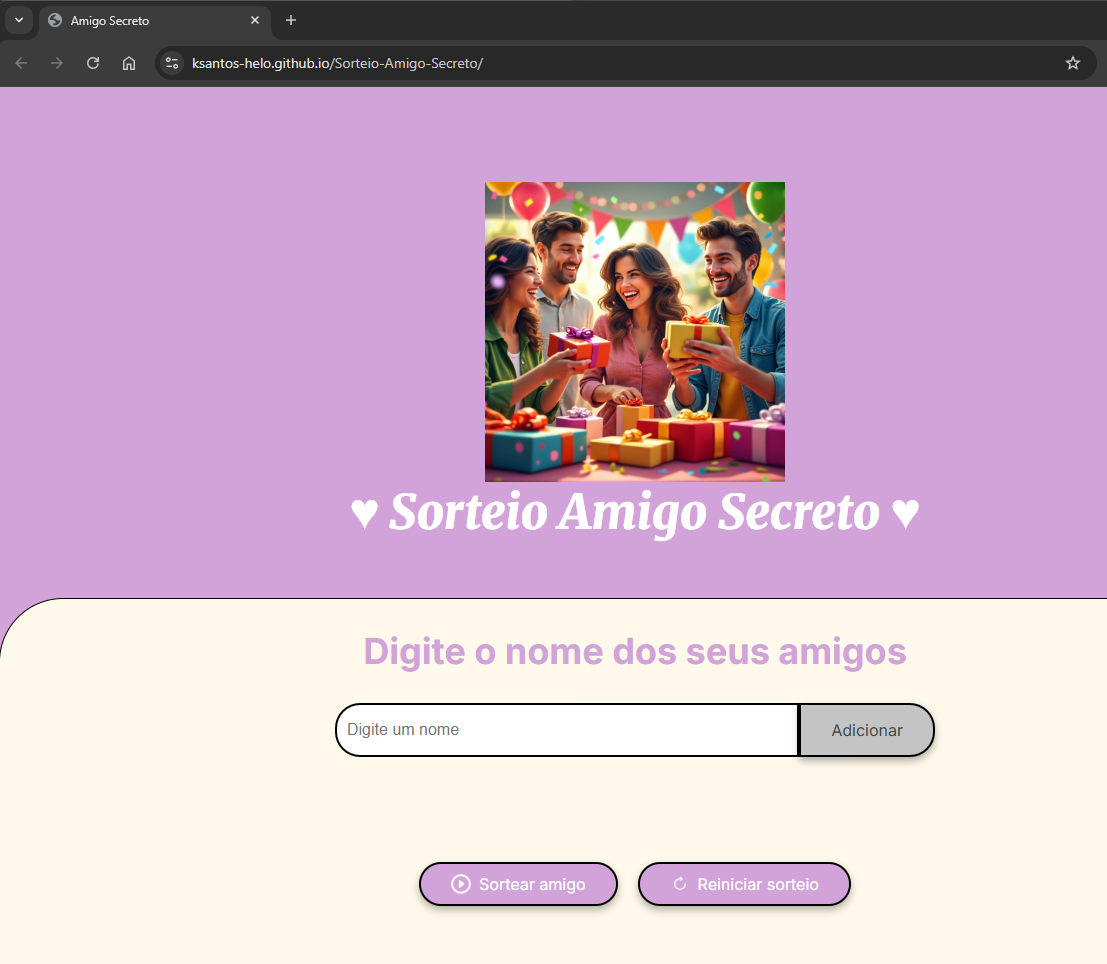 Amigo Secreto
ksantos-helo.github.io/Sorteio-Amigo-Secreto/
♥ Sorteio Amigo Secreto ♥
Digite o nome dos seus amigos
Digite um nome
Adicionar
Sortear amigo
Reiniciar sorteio